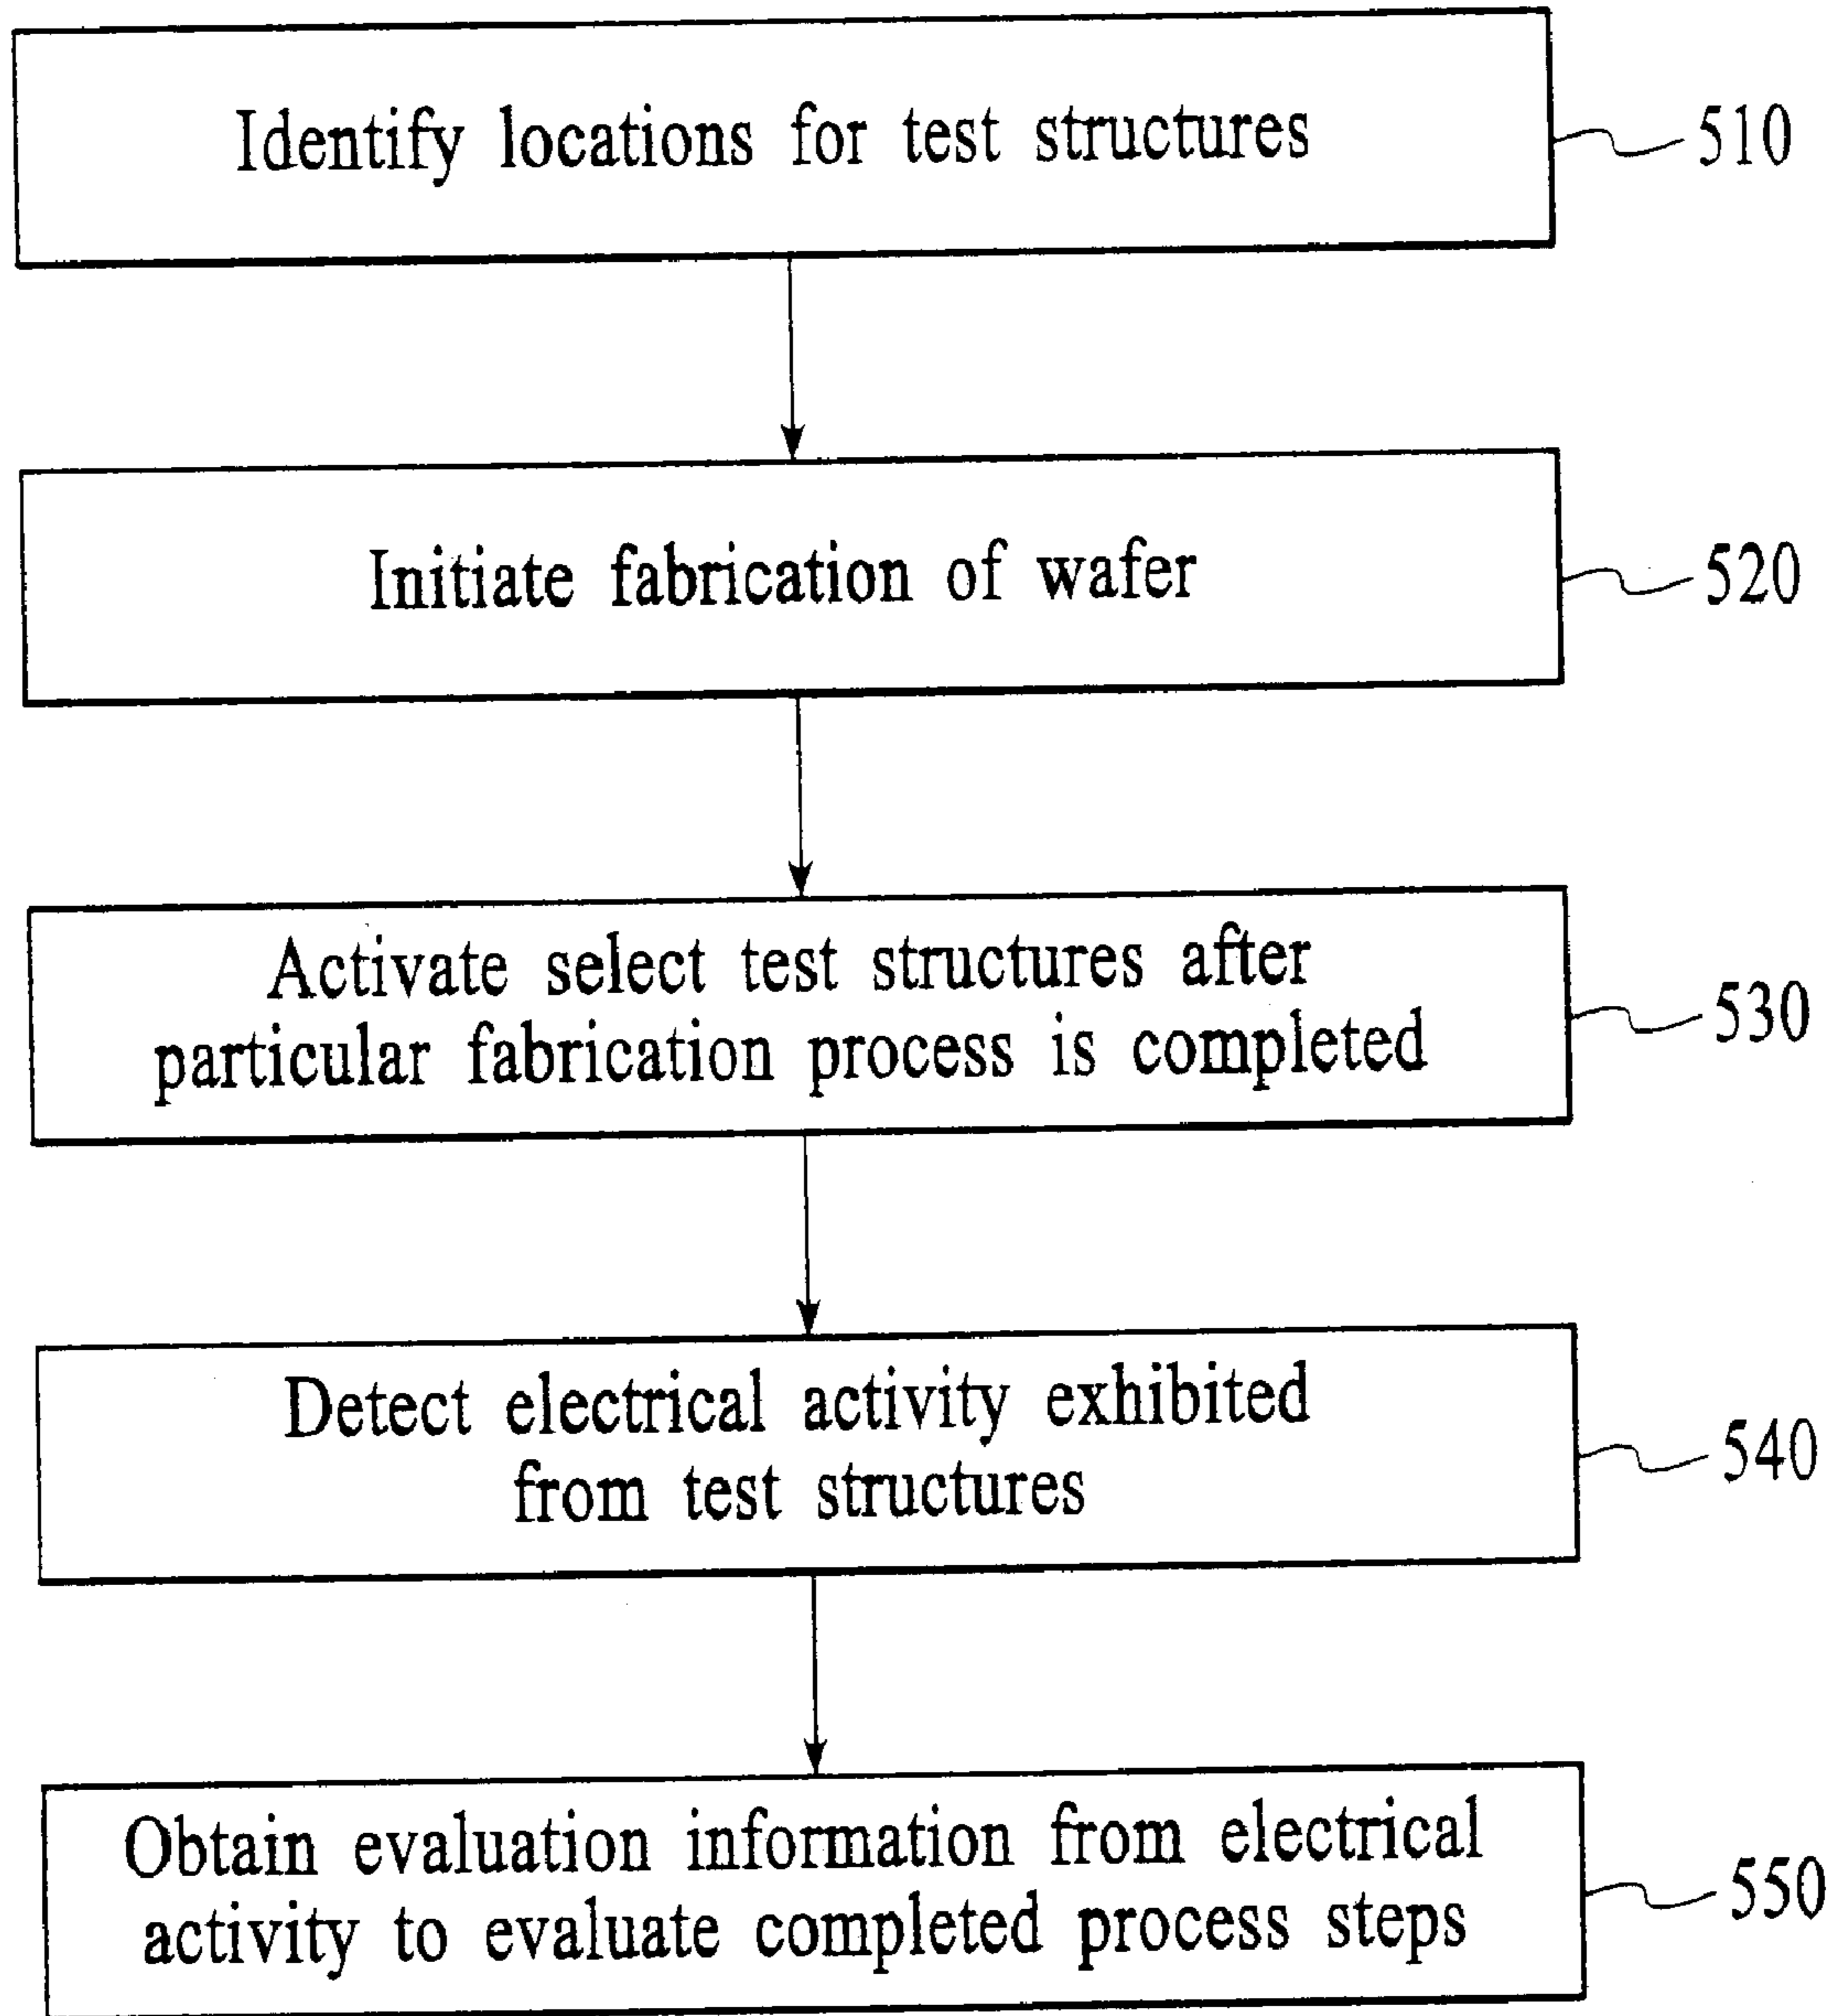 Identify locations for test structures
510
Initiate fabrication of wafer
520
Activate select test structures after
particular fabrication process is completed
530
Detect electrical activity exhibited
from test structures
540
Obtain evaluation information from electrical
activity to evaluate completed process steps
550